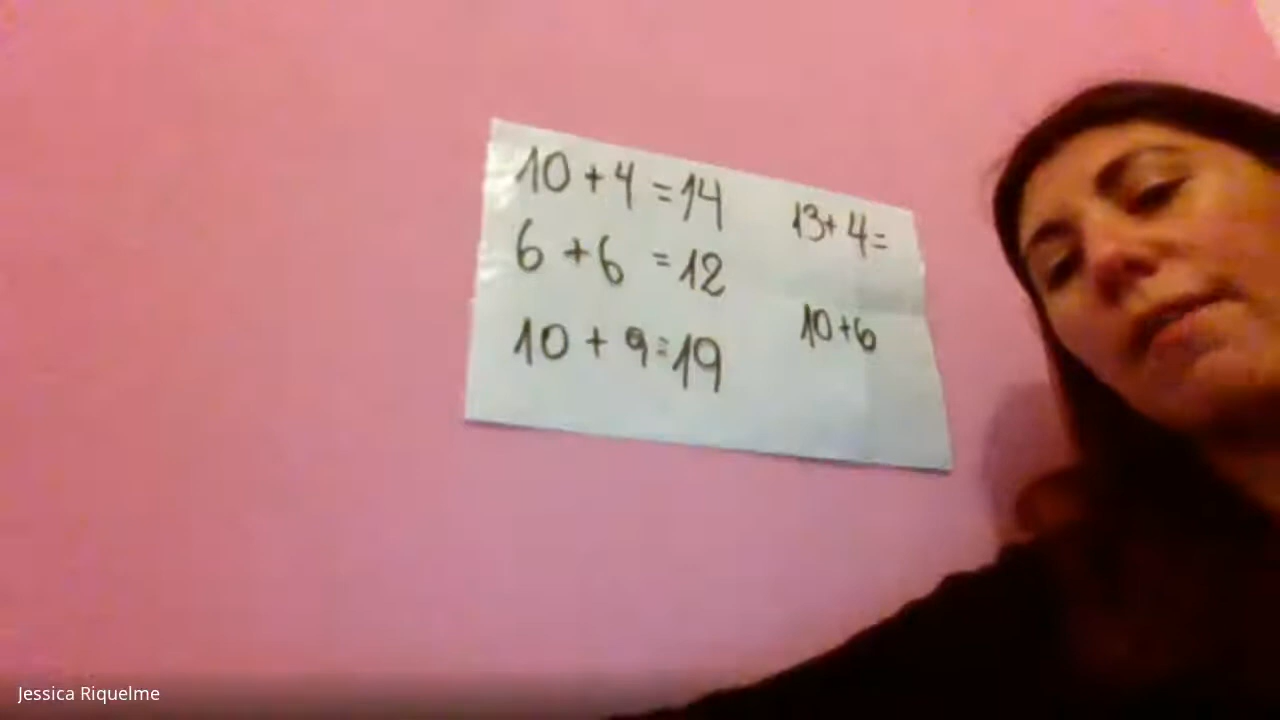 10 + 4 = 14
6 + 6 = 12
10 + 9 = 19
13 + 4 =
10 + 6
Jessica Riquelme